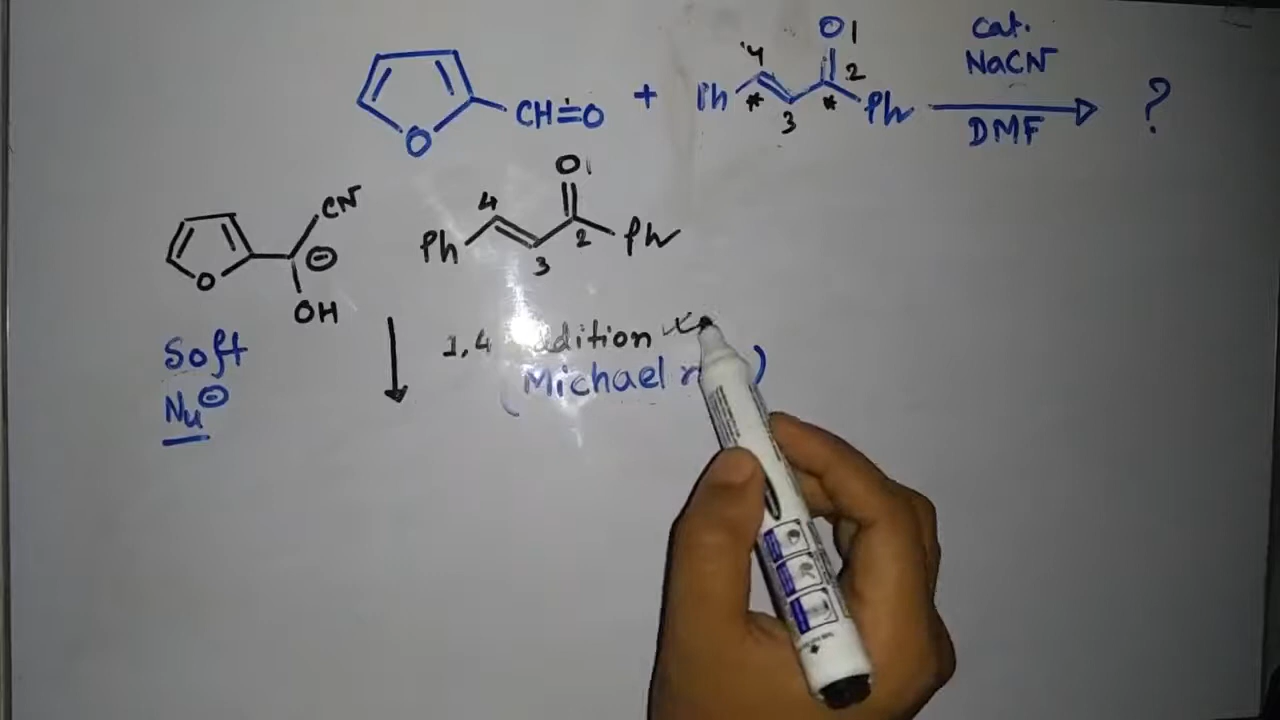 O 1
cat.
NaCN
4 2
Ph * * Ph
3
CH=O +
O
DMF
?
CN
O 1
4
Ph 2 Ph
3
O
OH
Soft
Nu⊖
1,4 dition
(Michael )